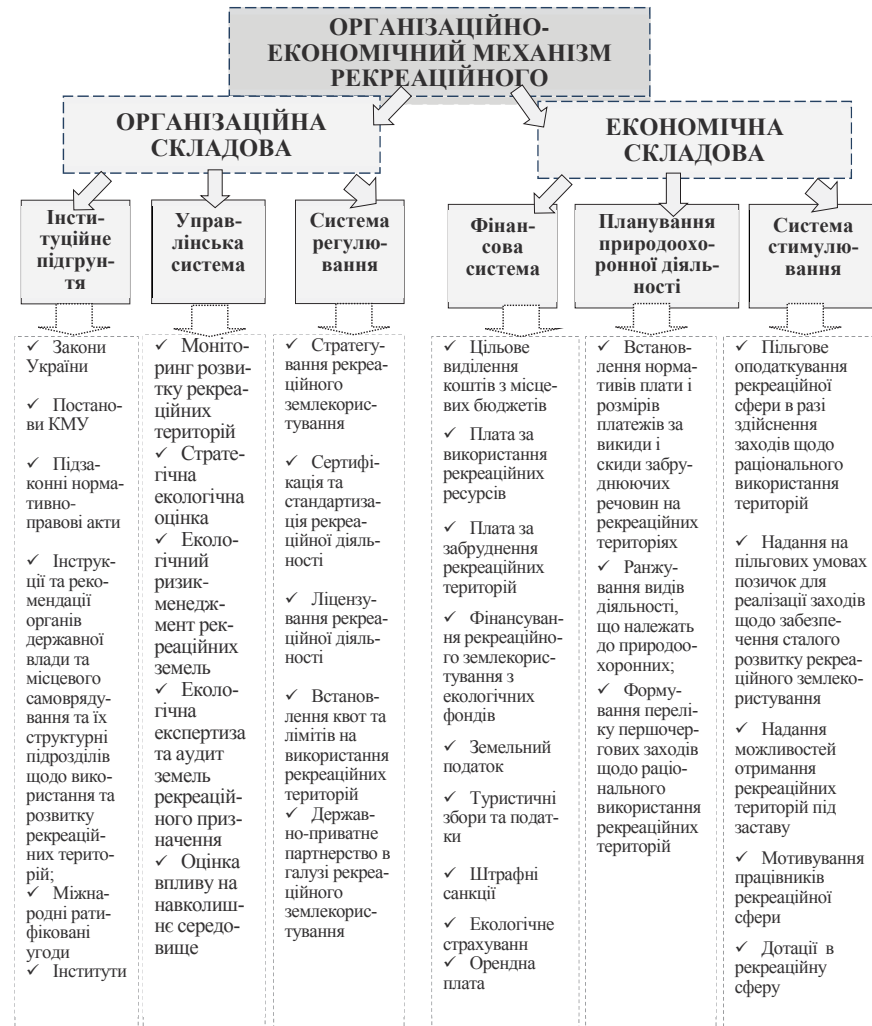 ОРГАНІЗАЦІЙНО-
ЕКОНОМІЧНИЙ МЕХАНІЗМ
РЕКРЕАЦІЙНОГО
ОРГАНІЗАЦІЙНА
СКЛАДОВА
ЕКОНОМІЧНА
СКЛАДОВА
Інсти-
туційне
підгрун-
тя
Управ-
лінська
система
Система
регулю-
вання
Фінан-
сова
система
Планування
природоохо-
ронної діяль-
ності
Система
стимулю-
вання
✓ Закони
України
✓ Постано-
ви КМУ
✓ Підза-
конні норма-
тивно-
правові акти
✓ Інструк-
ції та реко-
мендації
органів
державної
влади та
місцевого
самовряду-
вання та їх
структурні
підрозділів
щодо вико-
ристання та
розвитку
рекреацій-
них терито-
рій;
✓ Міжна-
родні рати-
фіковані
угоди
✓ Інститути
✓ Моніто-
ринг розви-
тку рекре-
аційних
територій
✓ Страте-
гічна
екологічна
оцінка
✓ Еколо-
гічний
ризик-
менедж-
мент рек-
реаційних
земель
✓ Еколо-
гічна
експертиза
та аудит
земель
рекреацій-
ного приз-
начення
✓ Оцінка
впливу на
навколиш-
нє середо-
вище
✓ Стратегу-
вання рекреа-
ційного
землекорис-
тування
✓ Сертифі-
кація та
стандартиза-
ція рекреа-
ційної діяль-
ності
✓ Ліцензу-
вання рекреа-
ційної діяль-
ності
✓ Встанов-
лення квот та
лімітів на
використання
рекреаційних
територій
✓ Держав-
но-приватне
партнерство в
галузі рекреа-
ційного
землекорис-
тування
✓ Цільове
виділення
коштів з місце-
вих бюджетів
✓ Плата за
використання
рекреаційних
ресурсів
✓ Плата за
забруднення
рекреаційних
територій
✓ Фінансуван-
ня рекреаційно-
го землекорис-
тування з
екологічних
фондів
✓ Земельний
податок
✓ Туристичні
збори та подат-
ки
✓ Штрафні
санкції
✓ Екологічне
страхуванн
✓ Орендна
плата
✓ Встанов-
лення норма-
тивів плати і
розмірів
платежів за
викиди і
скиди забру-
днюючих
речовин на
рекреаційних
територіях
✓ Ранжу-
вання видів
діяльності,
що належать
до природоо-
хоронних;
✓ Форму-
вання перелі-
ку першочер-
гових заходів
щодо раціо-
нального
використання
рекреаційних
територій
✓ Пільгове
оподаткування
рекреаційної
сфери в разі
здійснення
заходів щодо
раціонального
використання
територій
✓ Надання на
пільгових умовах
позичок для
реалізації заходів
щодо забезпе-
чення сталого
розвитку рекреа-
ційного землеко-
ристування
✓ Надання
можливостей
отримання
рекреаційних
територій під
заставу
✓ Мотивування
працівників
рекреаційної
сфери
✓ Дотації в
рекреаційну
сферу